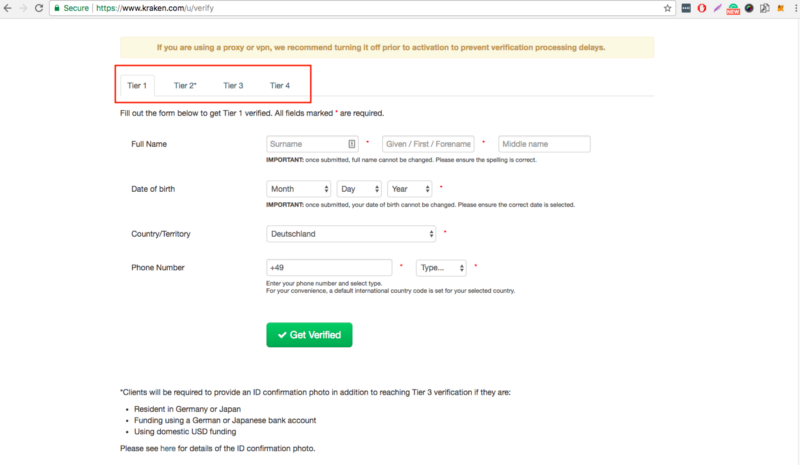 Secure https://www.kraken.com/u/verify
NEW
If you are using a proxy or vpn, we recommend turning it off prior to activation to prevent verification processing delays.
Tier 1 Tier 2* Tier 3 Tier 4
Fill out the form below to get Tier 1 verified. All fields marked * are required.
Full Name Surname * Given / First / Forename * Middle name
IMPORTANT: once submitted, full name cannot be changed. Please ensure the spelling is correct.
Date of birth Month Day Year *
IMPORTANT: once submitted, your date of birth cannot be changed. Please ensure the correct date is selected.
Country/Territory Deutschland *
Phone Number +49 * Type... *
Enter your phone number and select type.
For your convenience, a default international country code is set for your selected country.
Get Verified
*Clients will be required to provide an ID confirmation photo in addition to reaching Tier 3 verification if they are:
• Resident in Germany or Japan
• Funding using a German or Japanese bank account
• Using domestic USD funding
Please see here for details of the ID confirmation photo.